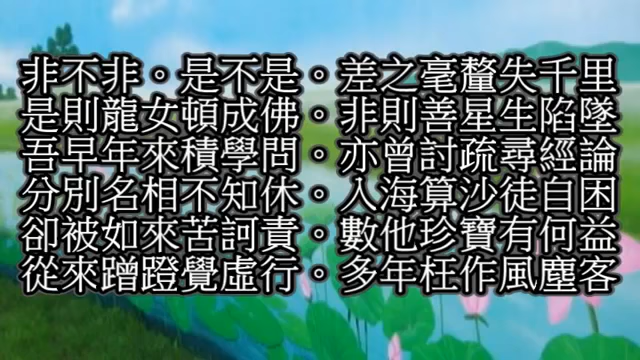 非不非。是不是。差之毫釐失千里
是則龍女頓成佛。非則善星生陷墜
吾早年來積學問。亦曾討疏尋經論
分別名相不知休。入海算沙徒自困
卻被如來苦訶責。數他珍寶有何益
從來蹭蹬覺虛行。多年枉作風塵客